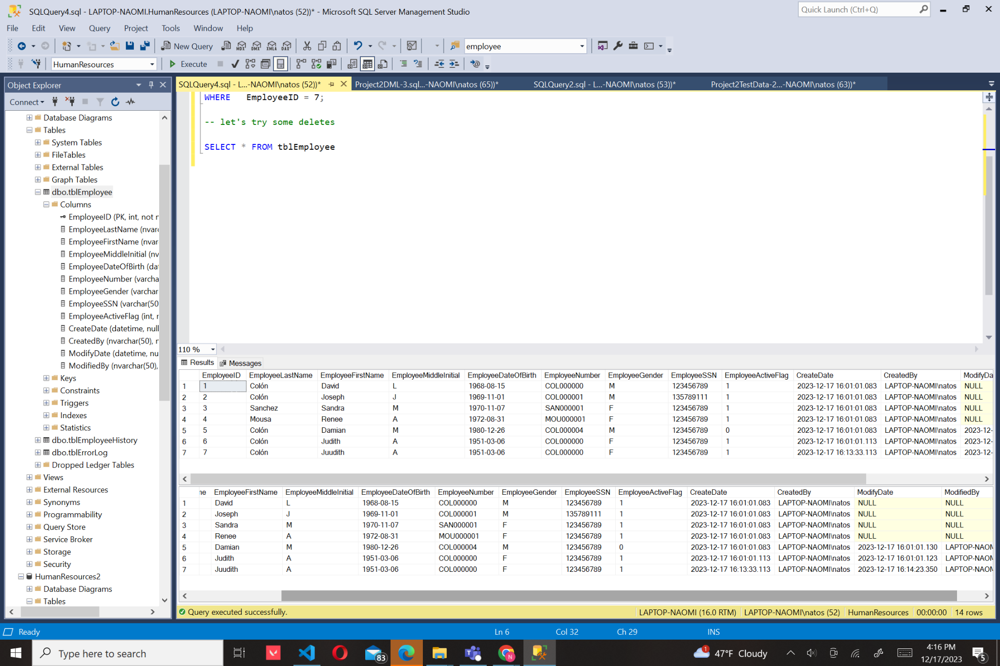 SQLQuery4.sql - LAPTOP-NAOMI.HumanResources (LAPTOP-NAOMI\natos (52))* - Microsoft SQL Server Management Studio
Quick Launch (Ctrl+Q)
File Edit View Query Project Tools Window Help
New Query MDX DMX XMLA DAX employee
HumanResources Execute
Object Explorer
Connect
Database Diagrams
Tables
System Tables
FileTables
External Tables
Graph Tables
dbo.tblEmployee
Columns
EmployeeID (PK, int, not r
EmployeeLastName (nvarc
EmployeeFirstName (nvar
EmployeeMiddleInitial (nv
EmployeeDateOfBirth (dat
EmployeeNumber (varcha
EmployeeGender (varchar
EmployeeSSN (varchar(50
EmployeeActiveFlag (int, r
CreateDate (datetime, null
CreatedBy (nvarchar(50), r
ModifyDate (datetime, nu
ModifiedBy (nvarchar(50),
Keys
Constraints
Triggers
Indexes
Statistics
dbo.tblEmployeeHistory
dbo.tblErrorLog
Dropped Ledger Tables
Views
External Resources
Synonyms
Programmability
Query Store
Service Broker
Storage
Security
HumanResources2
Database Diagrams
Tables
SQLQuery4.sql - L...-NAOMI\natos (52))* Project2DML-3.sql...-NAOMI\natos (65))* SQLQuery2.sql - L...-NAOMI\natos (53))* Project2TestData-2...-NAOMI\natos (63))*
WHERE EmployeeID = 7;
-- let's try some deletes
SELECT * FROM tblEmployee
110 %
Results Messages
EmployeeID EmployeeLastName EmployeeFirstName EmployeeMiddleInitial EmployeeDateOfBirth EmployeeNumber EmployeeGender EmployeeSSN EmployeeActiveFlag CreateDate CreatedBy ModifyDa
1 1 Colón David L 1968-08-15 COL000000 M 123456789 1 2023-12-17 16:01:01.083 LAPTOP-NAOMI\natos NULL
2 2 Colón Joseph J 1969-11-01 COL000001 M 135789111 1 2023-12-17 16:01:01.083 LAPTOP-NAOMI\natos NULL
3 3 Sanchez Sandra M 1970-11-07 SAN000001 F 123456789 1 2023-12-17 16:01:01.083 LAPTOP-NAOMI\natos NULL
4 4 Mousa Renee A 1972-08-31 MOU000001 F 123456789 1 2023-12-17 16:01:01.083 LAPTOP-NAOMI\natos NULL
5 5 Colón Damian M 1980-12-26 COL000004 M 123456789 0 2023-12-17 16:01:01.083 LAPTOP-NAOMI\natos 2023-12-
6 6 Colón Judith A 1951-03-06 COL000000 F 123456789 1 2023-12-17 16:01:01.113 LAPTOP-NAOMI\natos 2023-12-
7 7 Colón Juudith A 1951-03-06 COL000000 F 123456789 1 2023-12-17 16:13:33.113 LAPTOP-NAOMI\natos 2023-12-
ne EmployeeFirstName EmployeeMiddleInitial EmployeeDateOfBirth EmployeeNumber EmployeeGender EmployeeSSN EmployeeActiveFlag CreateDate CreatedBy ModifyDate ModifiedBy
1 David L 1968-08-15 COL000000 M 123456789 1 2023-12-17 16:01:01.083 LAPTOP-NAOMI\natos NULL NULL
2 Joseph J 1969-11-01 COL000001 M 135789111 1 2023-12-17 16:01:01.083 LAPTOP-NAOMI\natos NULL NULL
3 Sandra M 1970-11-07 SAN000001 F 123456789 1 2023-12-17 16:01:01.083 LAPTOP-NAOMI\natos NULL NULL
4 Renee A 1972-08-31 MOU000001 F 123456789 1 2023-12-17 16:01:01.083 LAPTOP-NAOMI\natos NULL NULL
5 Damian M 1980-12-26 COL000004 M 123456789 0 2023-12-17 16:01:01.083 LAPTOP-NAOMI\natos 2023-12-17 16:01:01.130 LAPTOP-NAOM
6 Judith A 1951-03-06 COL000000 F 123456789 1 2023-12-17 16:01:01.113 LAPTOP-NAOMI\natos 2023-12-17 16:01:01.123 LAPTOP-NAOM
7 Juudith A 1951-03-06 COL000000 F 123456789 1 2023-12-17 16:13:33.113 LAPTOP-NAOMI\natos 2023-12-17 16:14:23.350 LAPTOP-NAOM
Query executed successfully. LAPTOP-NAOMI (16.0 RTM) LAPTOP-NAOMI\natos (52) HumanResources 00:00:00 14 rows
Ready Ln 6 Col 32 Ch 29 INS
Type here to search 83 N 1 47°F Cloudy 4:16 PM
12/17/2023 5